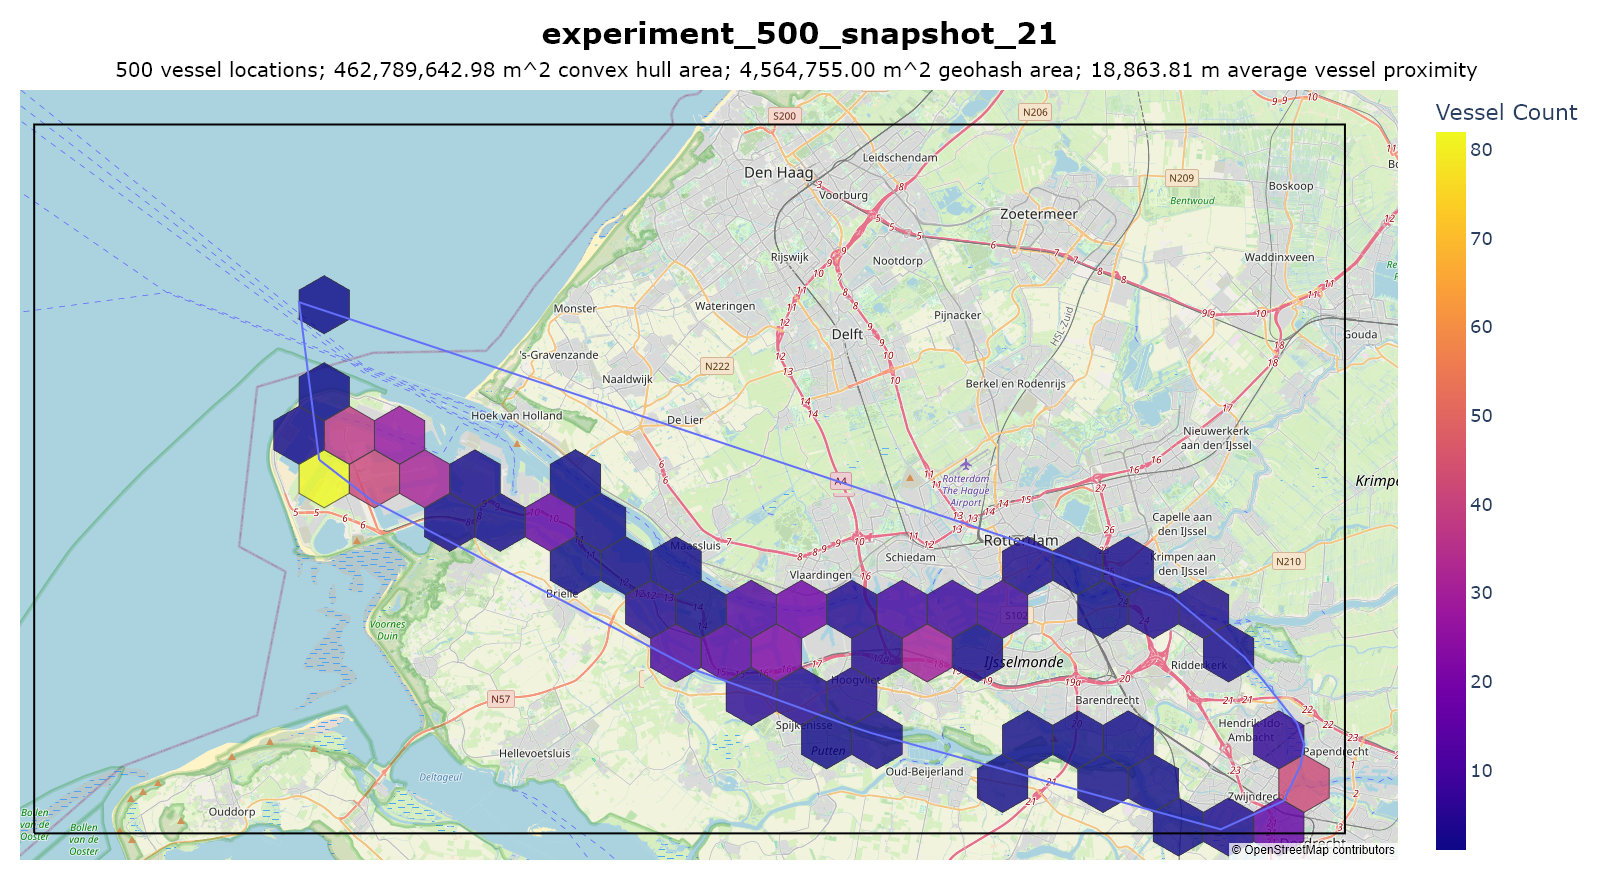 experiment_500_snapshot_21
500 vessel locations; 462,789,642.98 m^2 convex hull area; 4,564,755.00 m^2 geohash area; 18,863.81 m average vessel proximity
Vessel Count
80
70
60
50
40
30
20
10
S200
N206
Den Haag
Leidschendam
Voorburg
N209
Boskoop
Bentwoud
Zoetermeer
Rijswijk
Nootdorp
Waddinxveen
Monster
Wateringen
Pijnacker
HSL-Zuid
Delft
Gouda
's-Gravenzande
N222
Naaldwijk
Berkel en Rodenrijs
Hoek van Holland
De Lier
Nieuwerkerk
aan den IJssel
A4
Rotterdam
The Hague
Airport
Capelle aan
den IJssel
Rotterdam
Maassluis
Schiedam
Krimpen aan
den IJssel
N210
Vlaardingen
Brielle
S102
Voornes
Duin
IJsselmonde
Ridderkerk
Hoogvliet
N57
Barendrecht
Spijkenisse
Hendrik-Ido-
Ambacht
Putten
Papendrecht
Hellevoetsluis
Oud-Beijerland
Deltageul
Zwijndrec
Ouddorp
Bollen
van de
Ooster
Bollen
van de
Ooster
© OpenStreetMap contributors